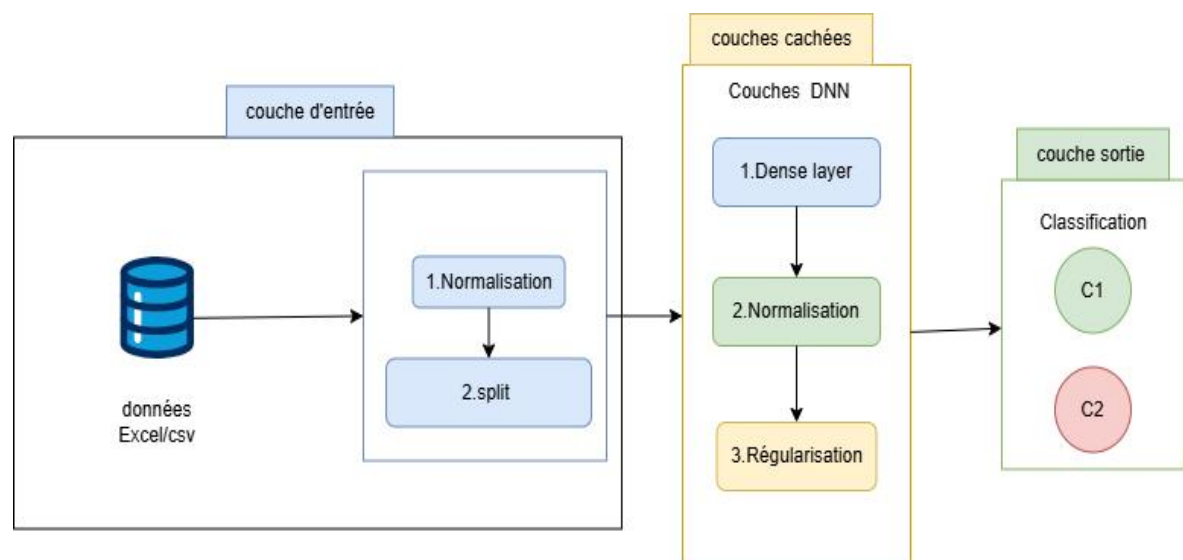 couche d'entrée
données
Excel/csv
1.Normalisation
2.split
couches cachées
Couches DNN
1.Dense layer
2.Normalisation
3.Régularisation
couche sortie
Classification
C1
C2